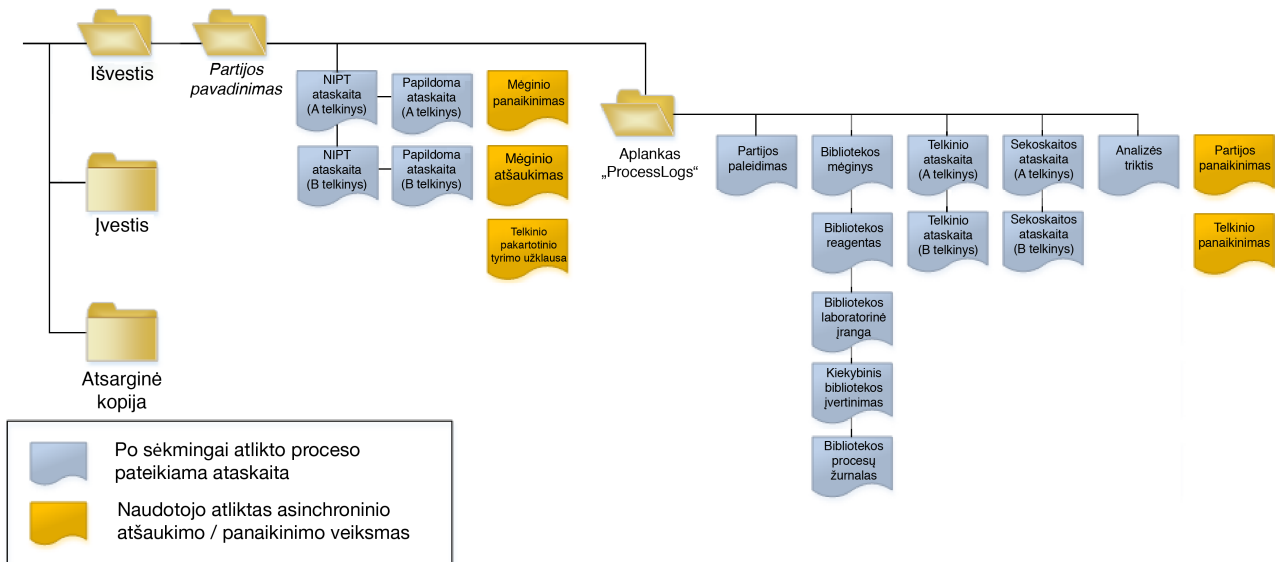 Išvestis
Partijos
pavadinimas
NIPT
ataskaita
(A telkinys)
Papildoma
ataskaita
(A telkinys)
Mėginio
panaikinimas
NIPT
ataskaita
(B telkinys)
Papildoma
ataskaita
(B telkinys)
Mėginio
atšaukimas
Telkinio
pakartotinio
tyrimo užklausa
Aplankas
„ProcessLogs“
Partijos
paleidimas
Bibliotekos
mėginys
Telkinio
ataskaita
(A telkinys)
Sekoskaitos
ataskaita
(A telkinys)
Analizės
triktis
Partijos
panaikinimas
Bibliotekos
reagentas
Telkinio
ataskaita
(B telkinys)
Sekoskaitos
ataskaita
(B telkinys)
Telkinio
panaikinimas
Bibliotekos
laboratorinė
įranga
Kiekybinis
bibliotekos
įvertinimas
Bibliotekos
procesų
žurnalas
Įvestis
Atsarginė
kopija
Po sėkmingai atlikto proceso
pateikiama ataskaita
Naudotojo atliktas asinchroninio
atšaukimo / panaikinimo veiksmas